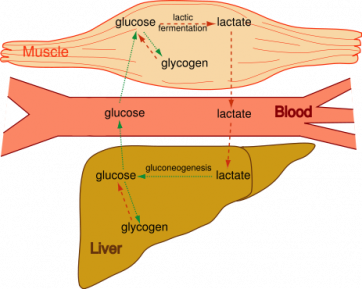 lactic
glucose fermentation lactate
Muscle
glycogen
glucose lactate Blood
gluconeogenesis
glucose lactate
glycogen
Liver